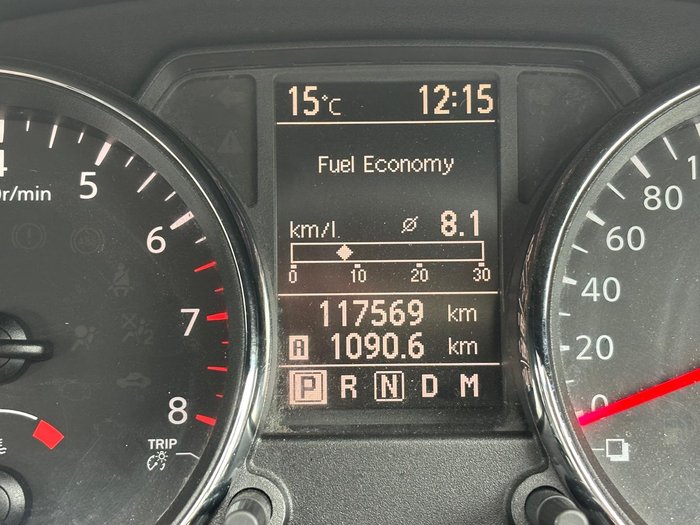 15°C 12:15
Fuel Economy
km/l. ⌀ 8.1
0 10 20 30
117569 km
A 1090.6 km
P R N D M
4
r/min
5
6
7
8
TRIP
80
60
40
20
0